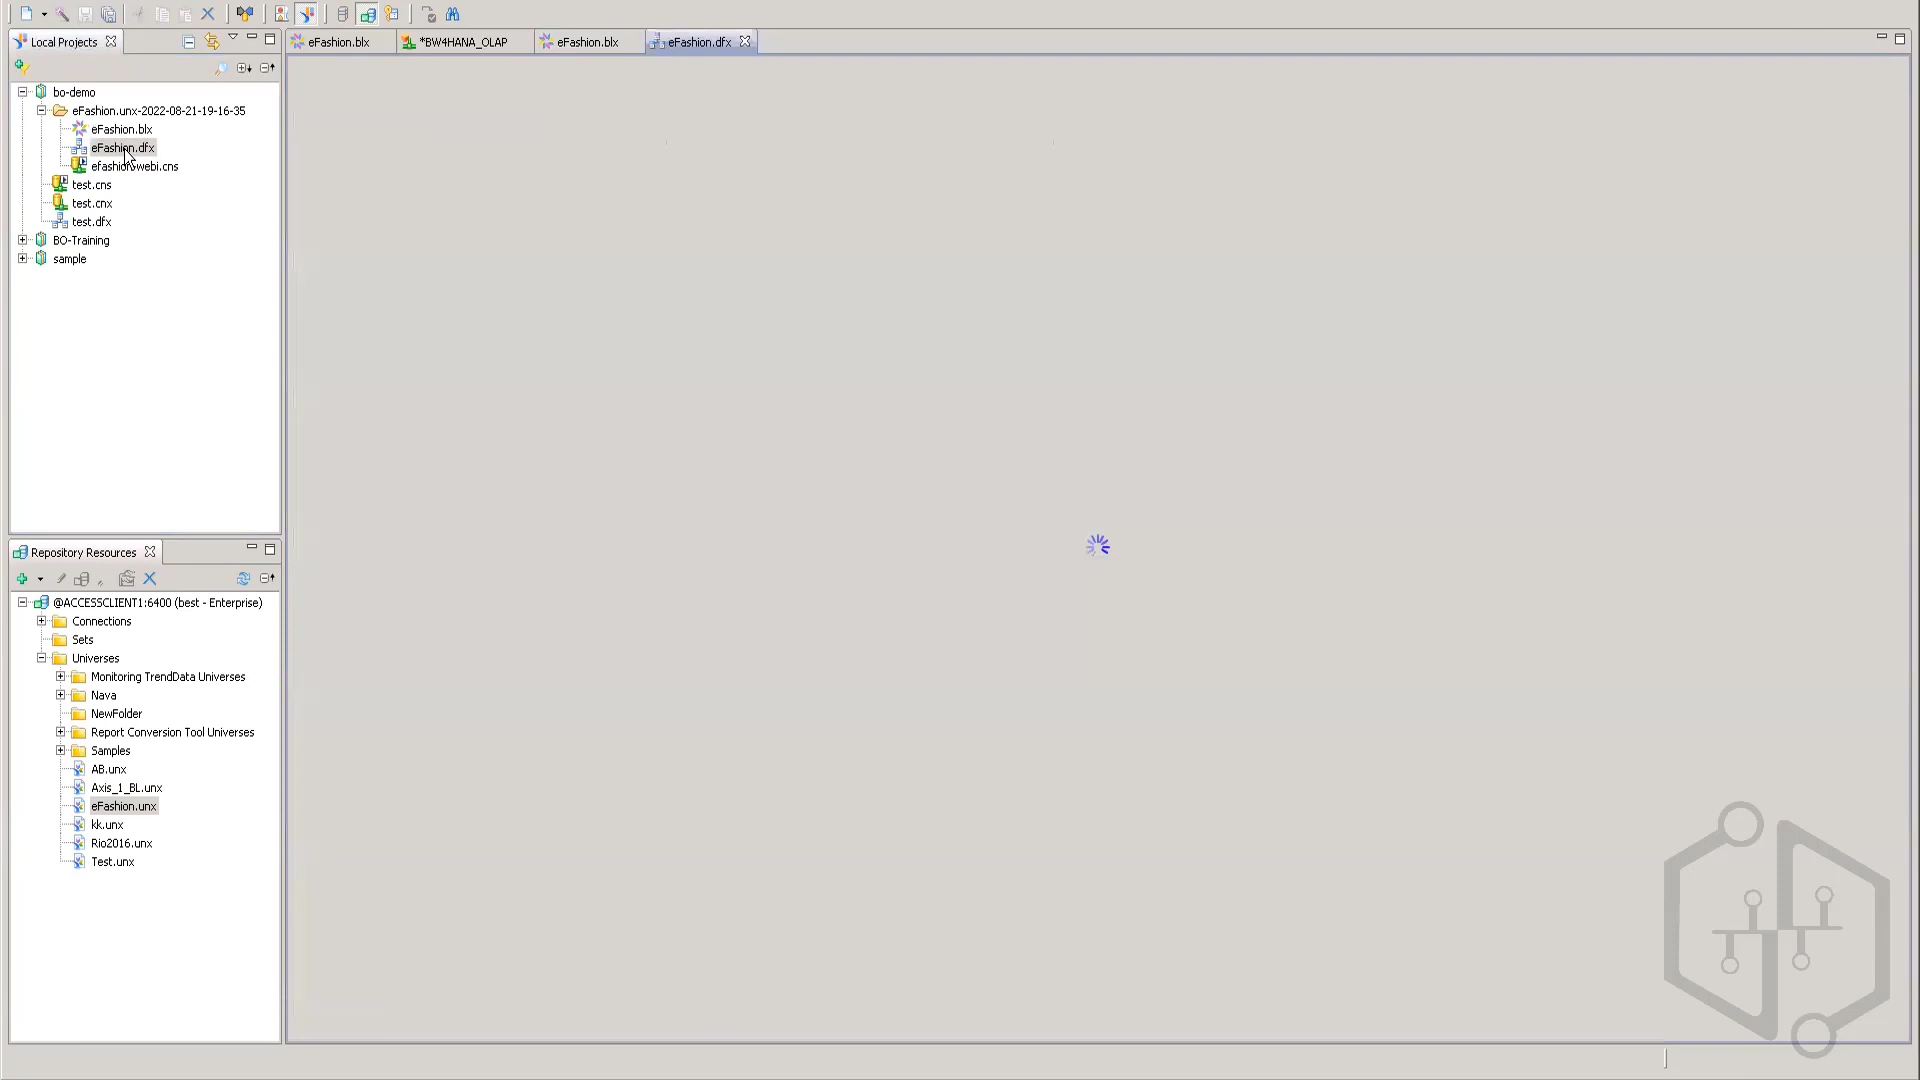 Local Projects
eFashion.blx
*BW4HANA_OLAP
eFashion.blx
eFashion.dfx
bo-demo
eFashion.unx-2022-08-21-19-16-35
eFashion.blx
eFashion.dfx
efashion-webi.cns
test.cns
test.cnx
test.dfx
BO-Training
sample
Repository Resources
@ACCESSCLIENT1:6400 (best - Enterprise)
Connections
Sets
Universes
Monitoring TrendData Universes
Nava
NewFolder
Report Conversion Tool Universes
Samples
AB.unx
Axis_1_BL.unx
eFashion.unx
kk.unx
Rio2016.unx
Test.unx